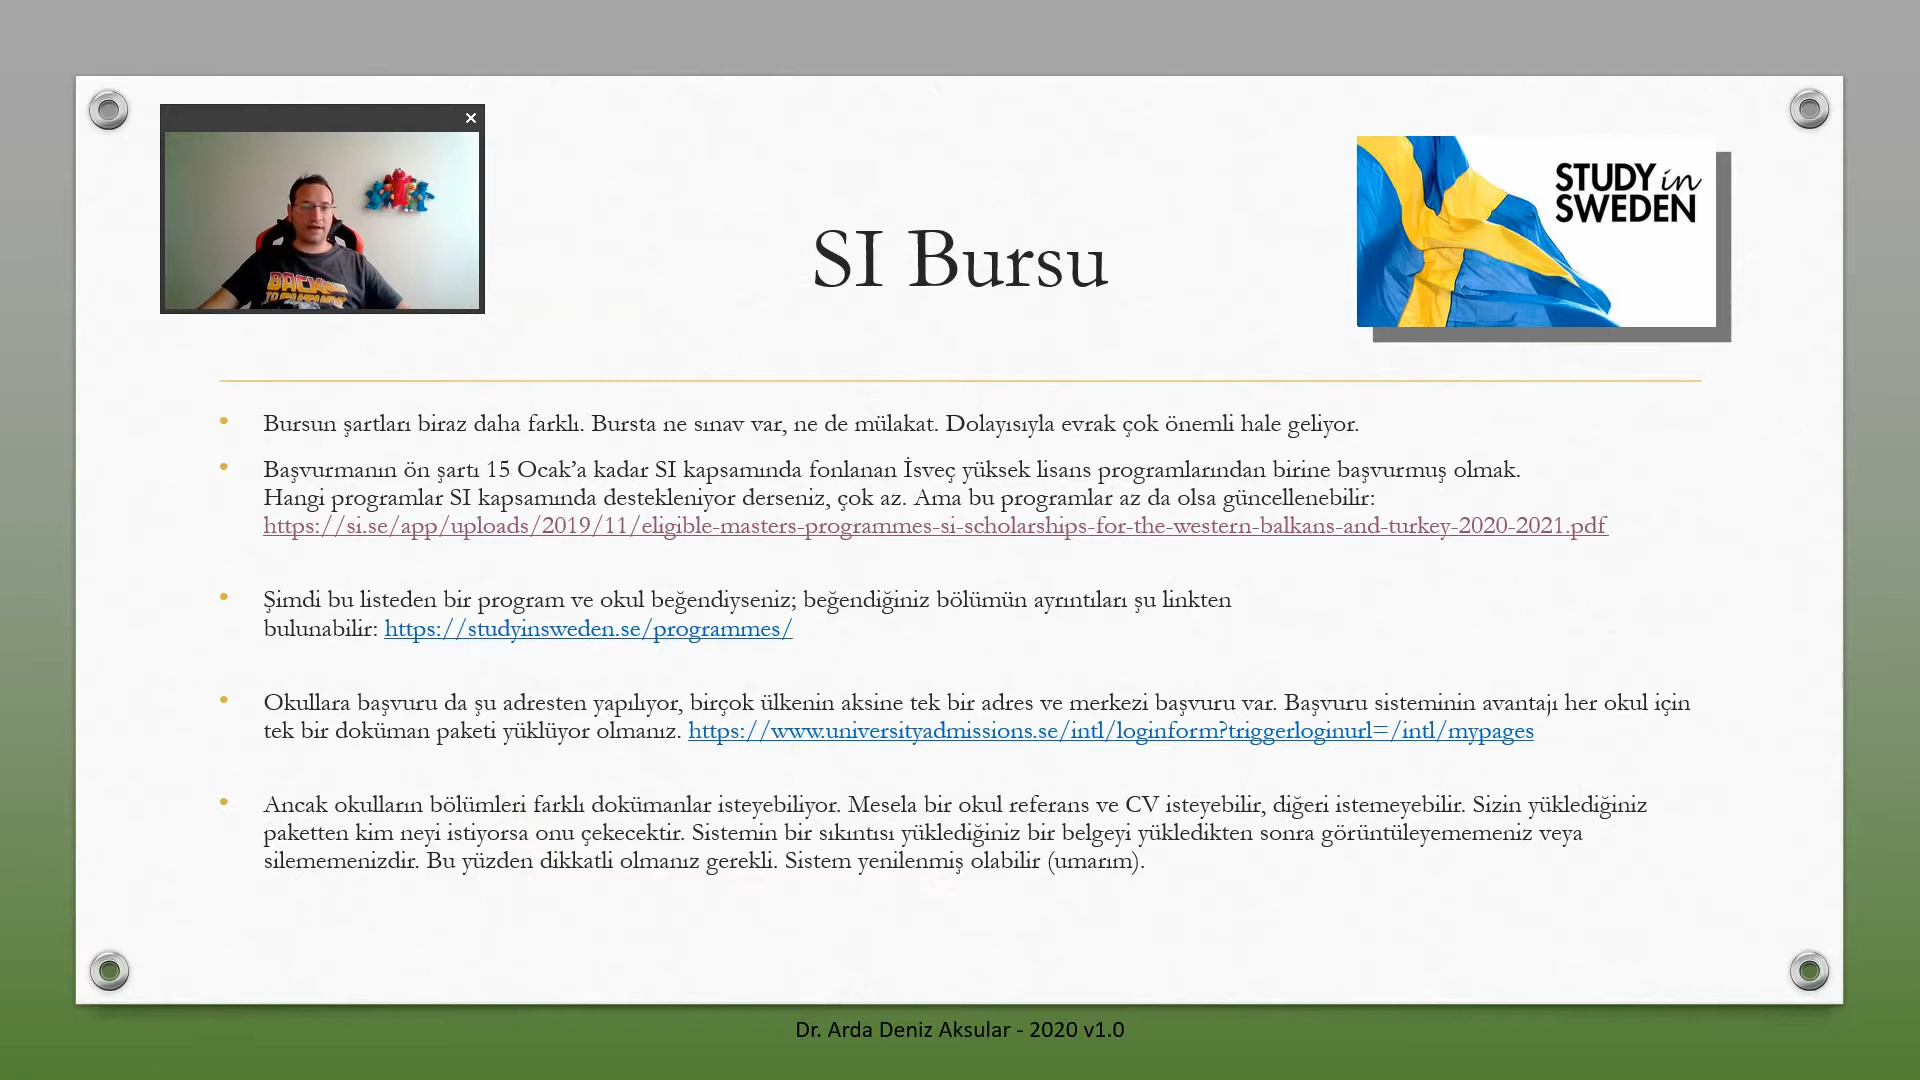 BACK
TO FUTURE
STUDY in
SWEDEN
SI Bursu
Bursun şartları biraz daha farklı. Bursta ne sınav var, ne de mülakat. Dolayısıyla evrak çok önemli hale geliyor.
Başvurmanın ön şartı 15 Ocak’a kadar SI kapsamında fonlanan İsveç yüksek lisans programlarından birine başvurmuş olmak.
Hangi programlar SI kapsamında destekleniyor derseniz, çok az. Ama bu programlar az da olsa güncellenebilir:
https://si.se/app/uploads/2019/11/eligible-masters-programmes-si-scholarships-for-the-western-balkans-and-turkey-2020-2021.pdf
Şimdi bu listeden bir program ve okul beğendiyseniz; beğendiğiniz bölümün ayrıntıları şu linkten
bulunabilir: https://studyinsweden.se/programmes/
Okullara başvuru da şu adresten yapılıyor, birçok ülkenin aksine tek bir adres ve merkezi başvuru var. Başvuru sisteminin avantajı her okul için
tek bir doküman paketi yüklüyor olmanız. https://www.universityadmissions.se/intl/loginform?triggerloginurl=/intl/mypages
Ancak okulların bölümleri farklı dokümanlar isteyebiliyor. Mesela bir okul referans ve CV isteyebilir, diğeri istemeyebilir. Sizin yüklediğiniz
paketten kim neyi istiyorsa onu çekecektir. Sistemin bir sıkıntısı yüklediğiniz bir belgeyi yükledikten sonra görüntüleyememeniz veya
silememenizdir. Bu yüzden dikkatli olmanız gerekli. Sistem yenilenmiş olabilir (umarım).
Dr. Arda Deniz Aksular - 2020 v1.0